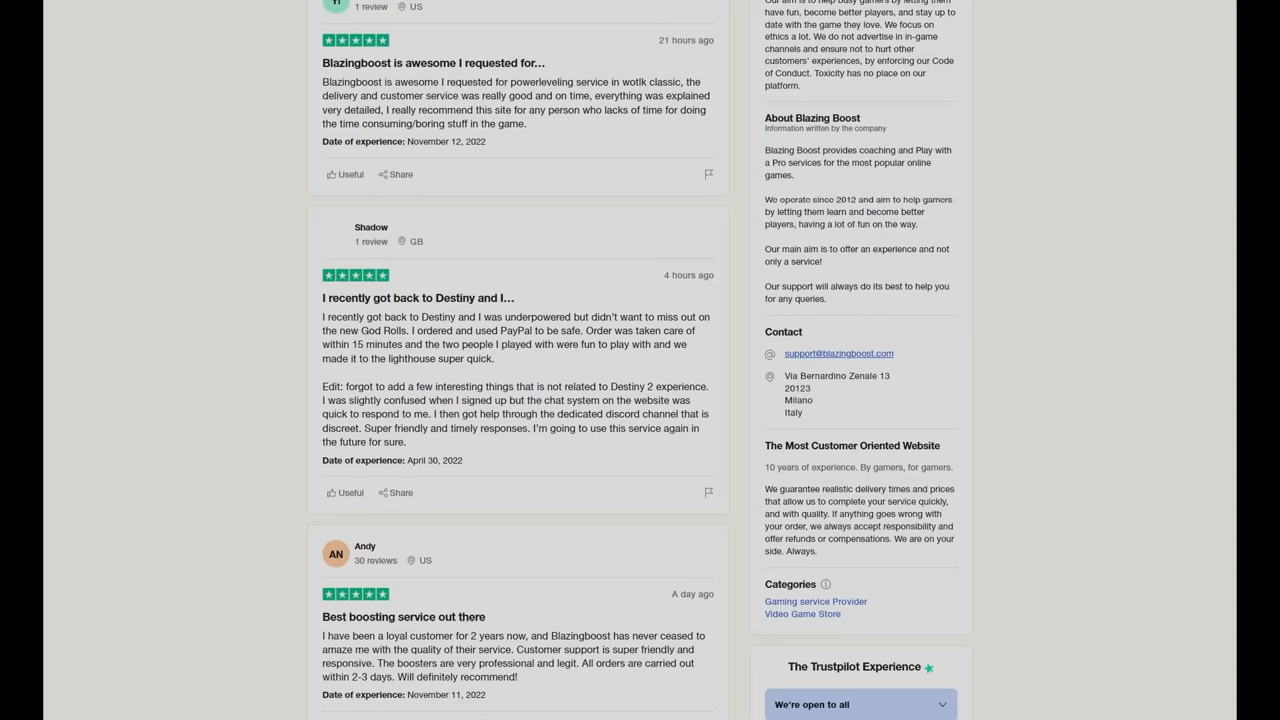 1 review US
21 hours ago
Blazingboost is awesome I requested for...
Blazingboost is awesome I requested for powerleveling service in wotlk classic, the
delivery and customer service was really good and on time, everything was explained
very detailed, I really recommend this site for any person who lacks of time for doing
the time consuming/boring stuff in the game.
Date of experience: November 12, 2022
Useful Share
Shadow
1 review GB
4 hours ago
I recently got back to Destiny and I...
I recently got back to Destiny and I was underpowered but didn't want to miss out on
the new God Rolls. I ordered and used PayPal to be safe. Order was taken care of
within 15 minutes and the two people I played with were fun to play with and we
made it to the lighthouse super quick.
Edit: forgot to add a few interesting things that is not related to Destiny 2 experience.
I was slightly confused when I signed up but the chat system on the website was
quick to respond to me. I then got help through the dedicated discord channel that is
discreet. Super friendly and timely responses. I'm going to use this service again in
the future for sure.
Date of experience: April 30, 2022
Useful Share
AN
Andy
30 reviews US
A day ago
Best boosting service out there
I have been a loyal customer for 2 years now, and Blazingboost has never ceased to
amaze me with the quality of their service. Customer support is super friendly and
responsive. The boosters are very professional and legit. All orders are carried out
within 2-3 days. Will definitely recommend!
Date of experience: November 11, 2022
Our aim is to help busy gamers by letting them
have fun, become better players, and stay up to
date with the game they love. We focus on
ethics a lot. We do not advertise in in-game
channels and ensure not to hurt other
customers' experiences, by enforcing our Code
of Conduct. Toxicity has no place on our
platform.
About Blazing Boost
Information written by the company
Blazing Boost provides coaching and Play with
a Pro services for the most popular online
games.
We operate since 2012 and aim to help gamers
by letting them learn and become better
players, having a lot of fun on the way.
Our main aim is to offer an experience and not
only a service!
Our support will always do its best to help you
for any queries.
Contact
support@blazingboost.com
Via Bernardino Zenale 13
20123
Milano
Italy
The Most Customer Oriented Website
10 years of experience. By gamers, for gamers.
We guarantee realistic delivery times and prices
that allow us to complete your service quickly,
and with quality. If anything goes wrong with
your order, we always accept responsibility and
offer refunds or compensations. We are on your
side. Always.
Categories
Gaming service Provider
Video Game Store
The Trustpilot Experience
We're open to all